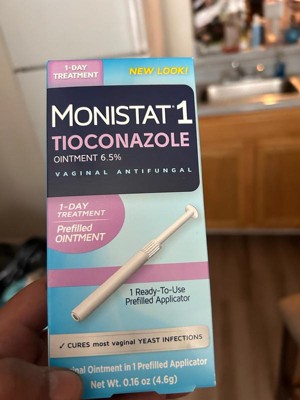 1-DAY
TREATMENT
NEW LOOK!
MONISTAT 1
TIOCONAZOLE
OINTMENT 6.5%
VAGINAL ANTIFUNGAL
1-DAY
TREATMENT
Prefilled
OINTMENT
1 Ready-To-Use
Prefilled Applicator
✓ CURES most vaginal YEAST INFECTIONS
Ointment in 1 Prefilled Applicator
Net Wt. 0.16 oz (4.6g)